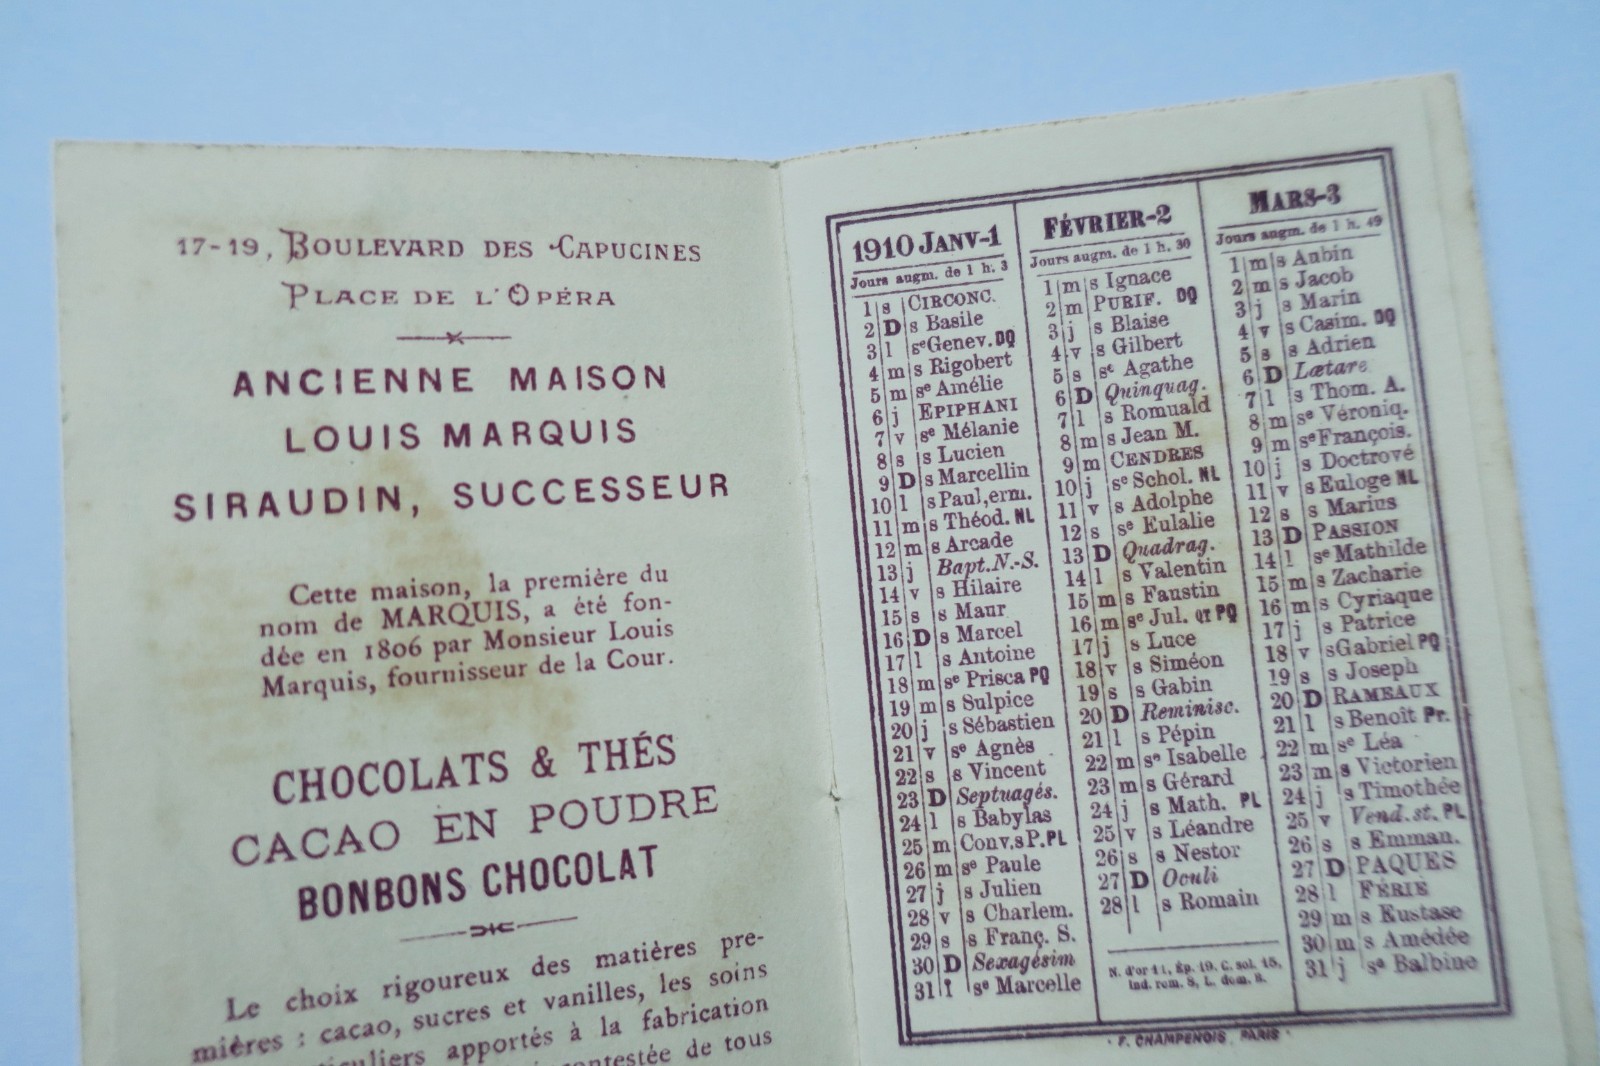 17-19, BOULEVARD DES CAPUCINES
PLACE DE L'OPÉRA
ANCIENNE MAISON
LOUIS MARQUIS
SIRAUDIN, SUCCESSEUR
Cette maison, la première du
nom de MARQUIS, a été fon-
dée en 1806 par Monsieur Louis
Marquis, fournisseur de la Cour.
CHOCOLATS & THÉS
CACAO EN POUDRE
BONBONS CHOCOLAT
Le choix rigoureux des matières pre-
mières : cacao, sucres et vanilles, les soins
apportés à la fabrication
de tous
1910 JANV-1
Jours augm. de 1 h. 3
1 s CIRCONC.
2 D s Basile
3 l se Genev. DQ
4 m s Rigobert
5 m se Amélie
6 j EPIPHANI
7 v se Mélanie
8 s s Lucien
9 D s Marcellin
10 l s Paul, erm.
11 m s Théod. NL
12 m s Arcade
13 j Bapt. N.-S.
14 v s Hilaire
15 s s Maur
16 D s Marcel
17 l s Antoine
18 m se Prisca PQ
19 m s Sulpice
20 j s Sébastien
21 v se Agnès
22 s s Vincent
23 D Septuagés.
24 l s Babylas
25 m Conv. s P. PL
26 m se Paule
27 j s Julien
28 v s Charlem.
29 s s Franç. S.
30 D Sexagésim
31 l se Marcelle
FÉVRIER-2
Jours augm. de 1 h. 30
1 m s Ignace
2 m PURIF. DQ
3 j s Blaise
4 v s Gilbert
5 s se Agathe
6 D Quinquag.
7 l s Romuald
8 m s Jean M.
9 m CENDRES
10 j se Schol. NL
11 v s Adolphe
12 s se Eulalie
13 D Quadrag.
14 l s Valentin
15 m s Faustin
16 m se Jul. QT PQ
17 j s Luce
18 v s Siméon
19 s s Gabin
20 D Reminisc.
21 l s Pépin
22 m se Isabelle
23 m s Gérard
24 j s Math. PL
25 v s Léandre
26 s s Nestor
27 D Oculi
28 l s Romain
N. d'or 11, Ep. 19, C. sol. 15,
Ind. rom. 8, L. dom. B.
MARS-3
Jours augm. de 1 h. 49
1 m s Aubin
2 m s Jacob
3 j s Marin
4 v s Casim. DQ
5 s s Adrien
6 D Lætare
7 l s Thom. A.
8 m se Véroniq.
9 m se François.
10 j s Doctrové
11 v s Euloge NL
12 s s Marius
13 D PASSION
14 l se Mathilde
15 m s Zacharie
16 m s Cyriaque
17 j s Patrice
18 v s Gabriel PQ
19 s s Joseph
20 D RAMEAUX
21 l s Benoît Pr.
22 m se Léa
23 m s Victorien
24 j s Timothée
25 v Vend. st. PL
26 s s Emman.
27 D PAQUES
28 l FÉRIE
29 m s Eustase
30 m s Amédée
31 j se Balbine
F. CHAMPENOIS, PARIS